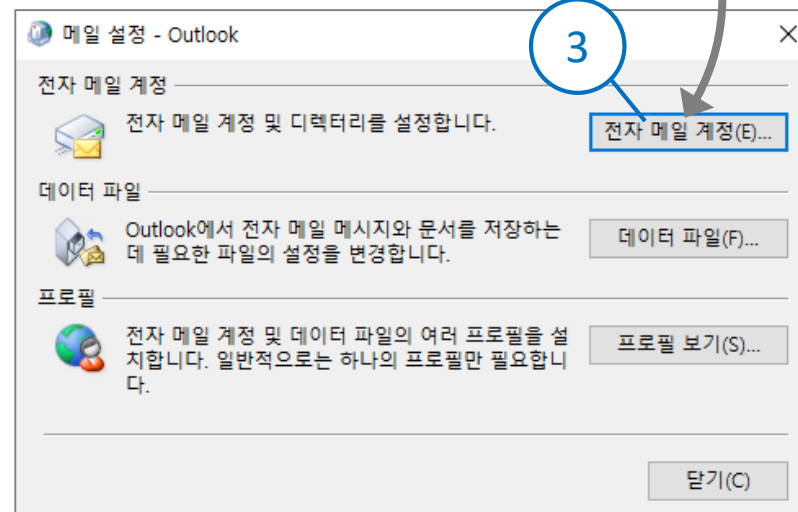 메일 설정 - Outlook
3
전자 메일 계정
전자 메일 계정 및 디렉터리를 설정합니다.
전자 메일 계정(E)...
데이터 파일
Outlook에서 전자 메일 메시지와 문서를 저장하는
데 필요한 파일의 설정을 변경합니다.
데이터 파일(F)...
프로필
전자 메일 계정 및 데이터 파일의 여러 프로필을 설
치합니다. 일반적으로는 하나의 프로필만 필요합니
다.
프로필 보기(S)...
닫기(C)